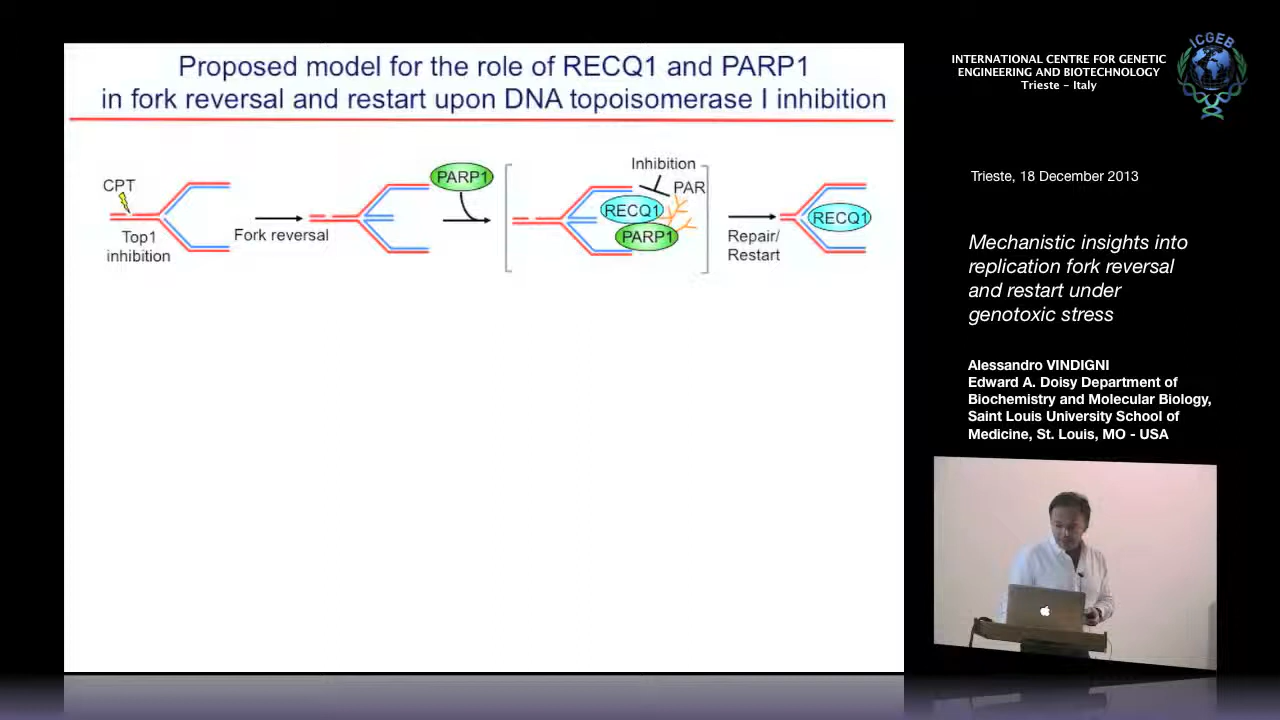 Proposed model for the role of RECQ1 and PARP1
in fork reversal and restart upon DNA topoisomerase I inhibition
CPT
Top1
inhibition
Fork reversal
PARP1
Inhibition
PAR
RECQ1
PARP1
Repair/
Restart
RECQ1
INTERNATIONAL CENTRE FOR GENETIC
ENGINEERING AND BIOTECHNOLOGY
Trieste - Italy
ICGEB
Trieste, 18 December 2013
Mechanistic insights into
replication fork reversal
and restart under
genotoxic stress
Alessandro VINDIGNI
Edward A. Doisy Department of
Biochemistry and Molecular Biology,
Saint Louis University School of
Medicine, St. Louis, MO - USA